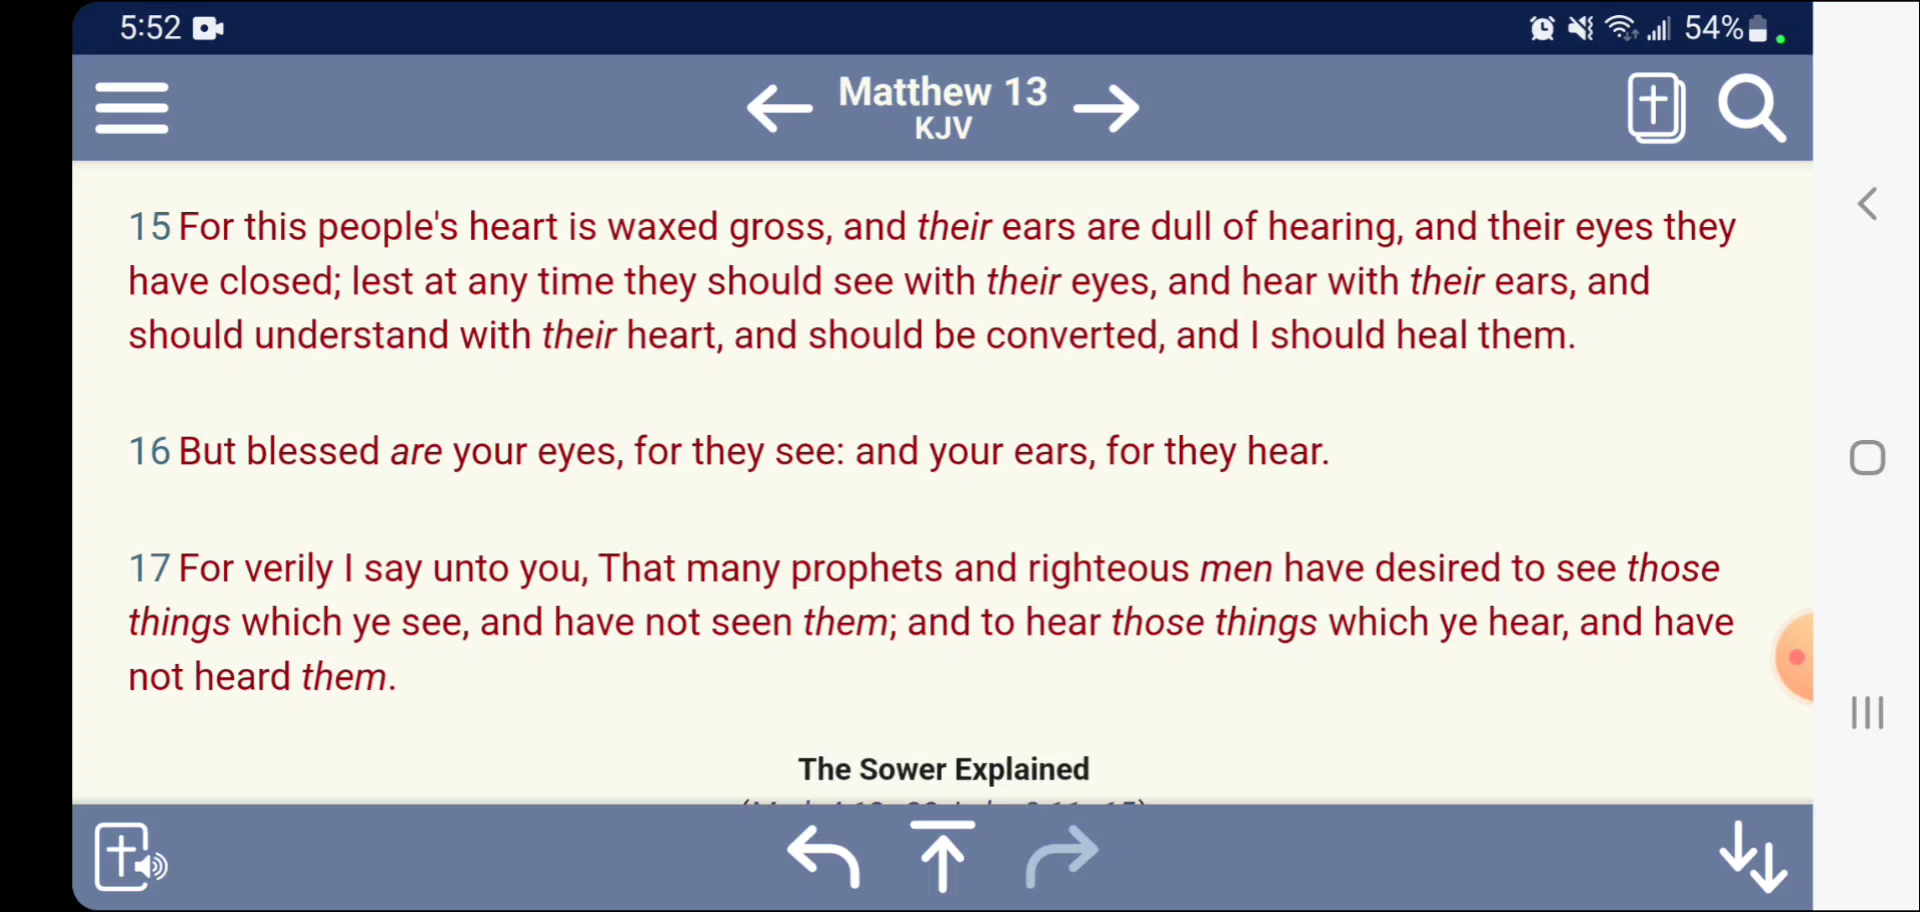 5:52
54%
Matthew 13
KJV
15 For this people's heart is waxed gross, and their ears are dull of hearing, and their eyes they
have closed; lest at any time they should see with their eyes, and hear with their ears, and
should understand with their heart, and should be converted, and I should heal them.
16 But blessed are your eyes, for they see: and your ears, for they hear.
17 For verily I say unto you, That many prophets and righteous men have desired to see those
things which ye see, and have not seen them; and to hear those things which ye hear, and have
not heard them.
The Sower Explained